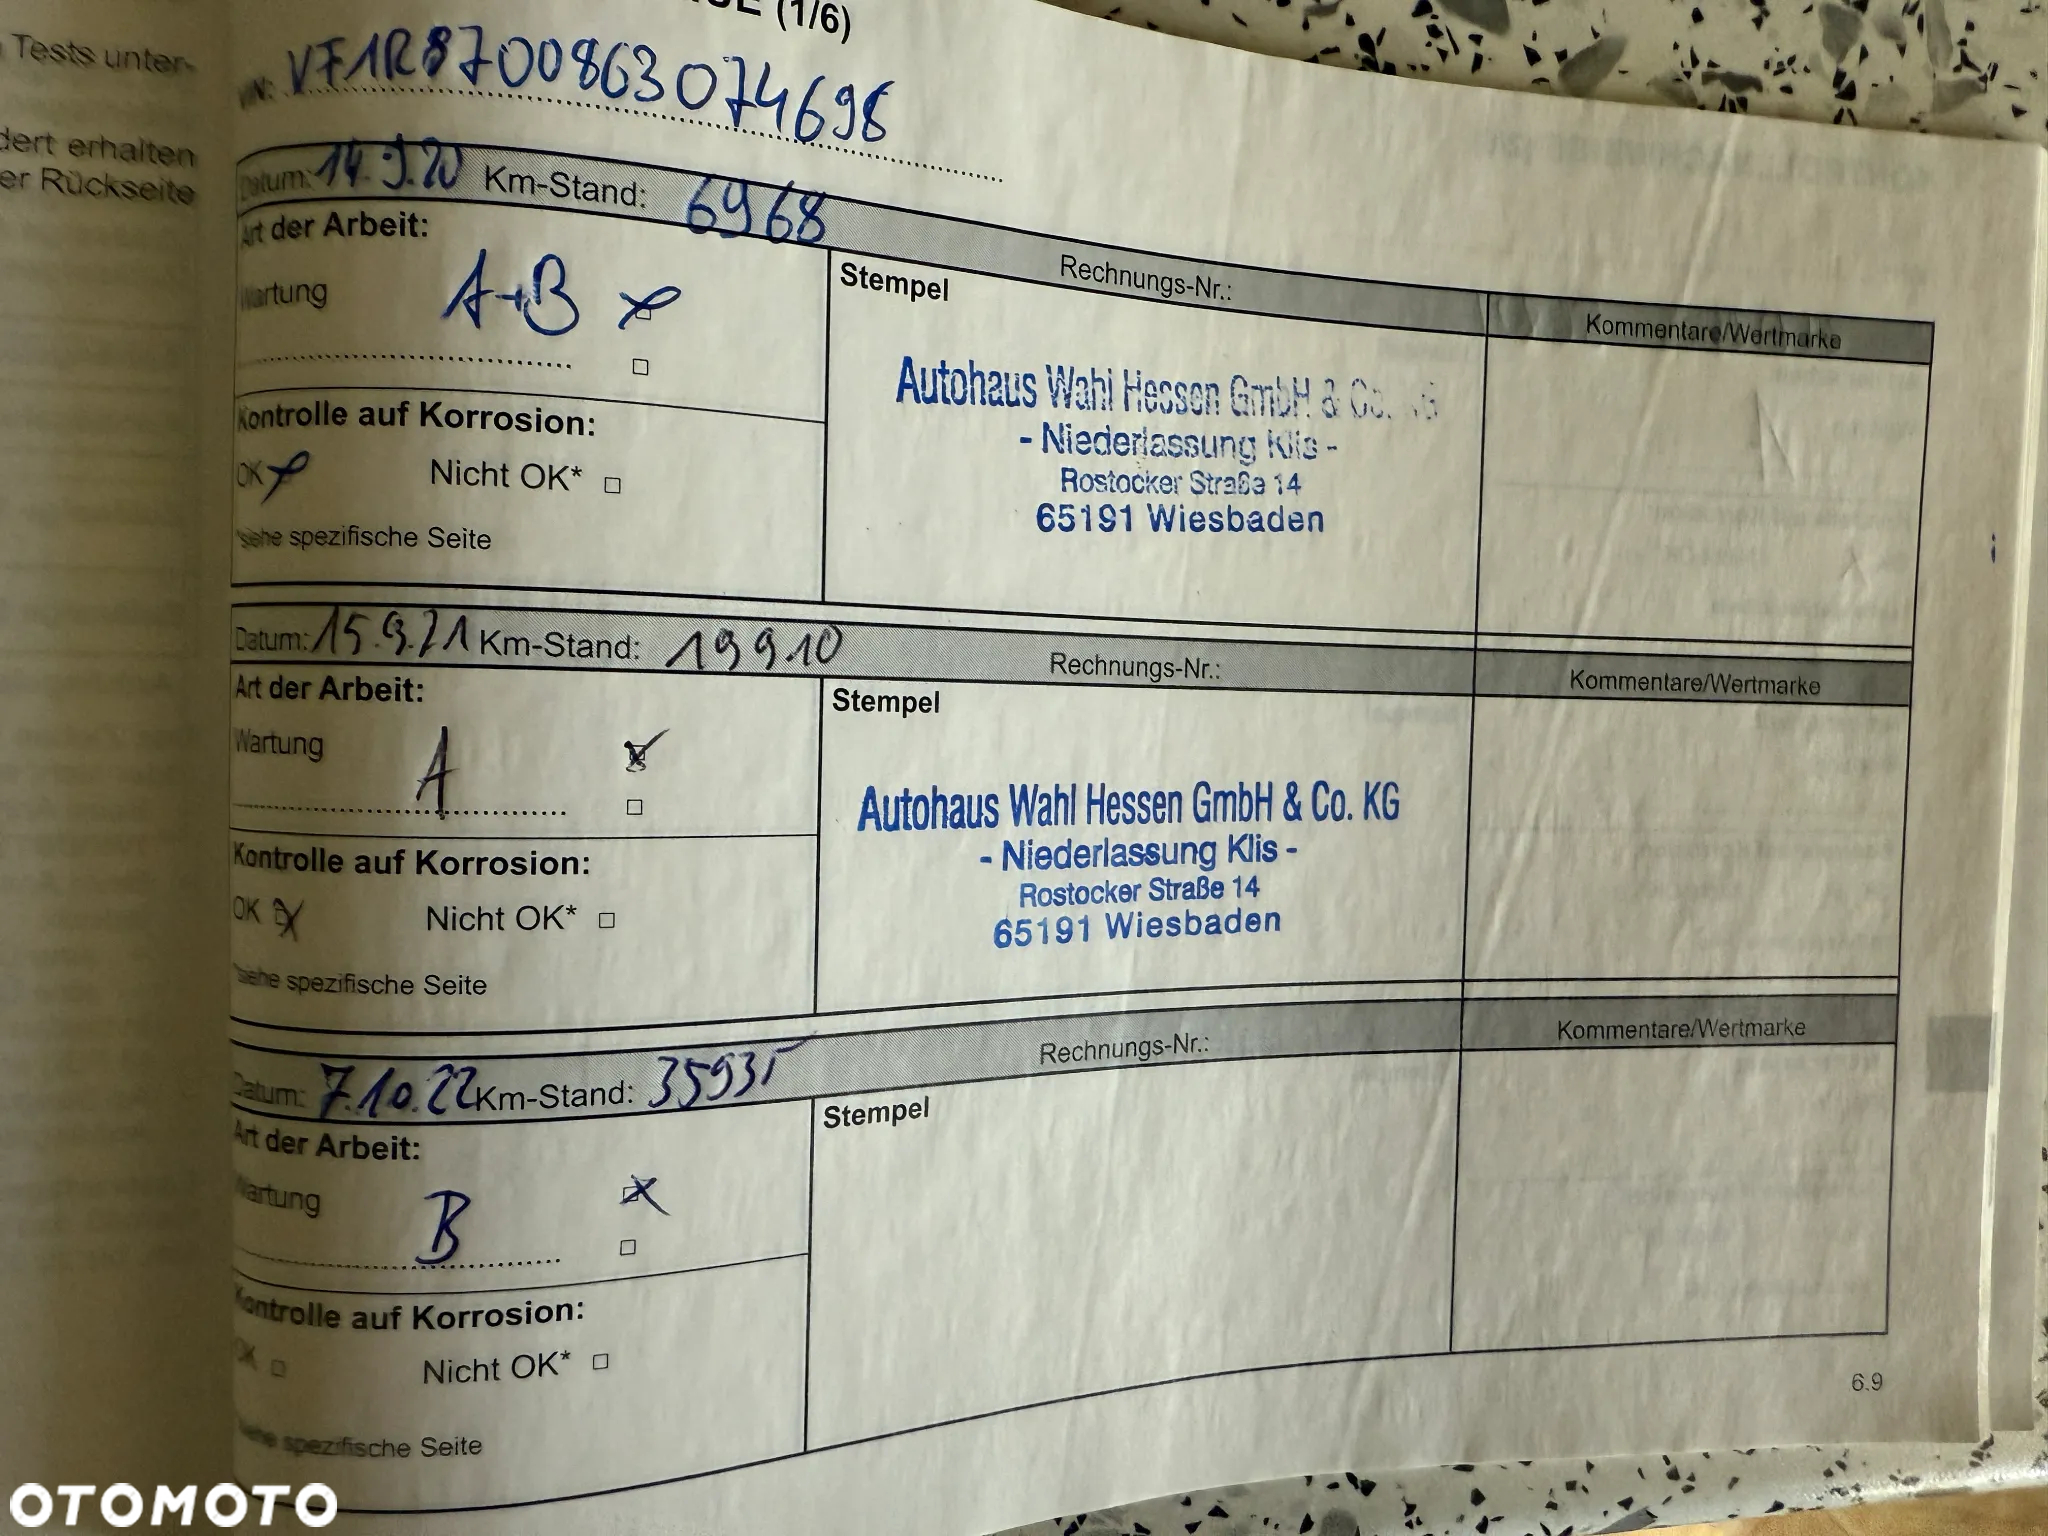 (1/6)
Tests unter-
dert erhalten
er Rückseite
VIN: VF1R8700863074698
Datum: 14.9.20 Km-Stand: 6968
Rechnungs-Nr.:
Kommentare/Wertmarke
Art der Arbeit:
Wartung A+B
Stempel
Autohaus Wahl Hessen GmbH & Co. KG
- Niederlassung Klis -
Rostocker Straße 14
65191 Wiesbaden
Kontrolle auf Korrosion:
OK Nicht OK*
*siehe spezifische Seite
Datum: 15.9.21 Km-Stand: 19910
Rechnungs-Nr.:
Kommentare/Wertmarke
Art der Arbeit:
Wartung A
Stempel
Autohaus Wahl Hessen GmbH & Co. KG
- Niederlassung Klis -
Rostocker Straße 14
65191 Wiesbaden
Kontrolle auf Korrosion:
OK Nicht OK*
*siehe spezifische Seite
Datum: 7.10.22 Km-Stand: 35935
Rechnungs-Nr.:
Kommentare/Wertmarke
Art der Arbeit:
Wartung B
Stempel
Kontrolle auf Korrosion:
OK Nicht OK*
*siehe spezifische Seite
6.9
OTOMOTO